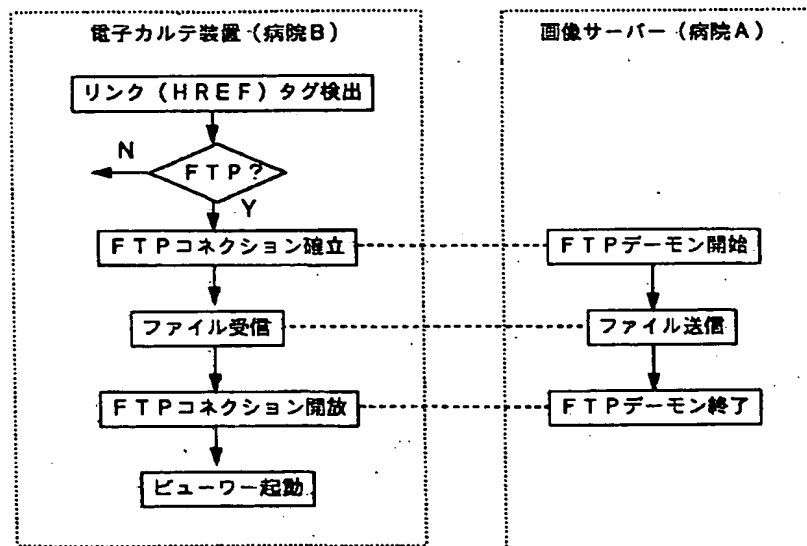 電子カルテ装置（病院B）
リンク（HREF）タグ検出
FTP？
N
Y
FTPコネクション確立
ファイル受信
FTPコネクション開放
ビューワー起動
画像サーバー（病院A）
FTPデーモン開始
ファイル送信
FTPデーモン終了